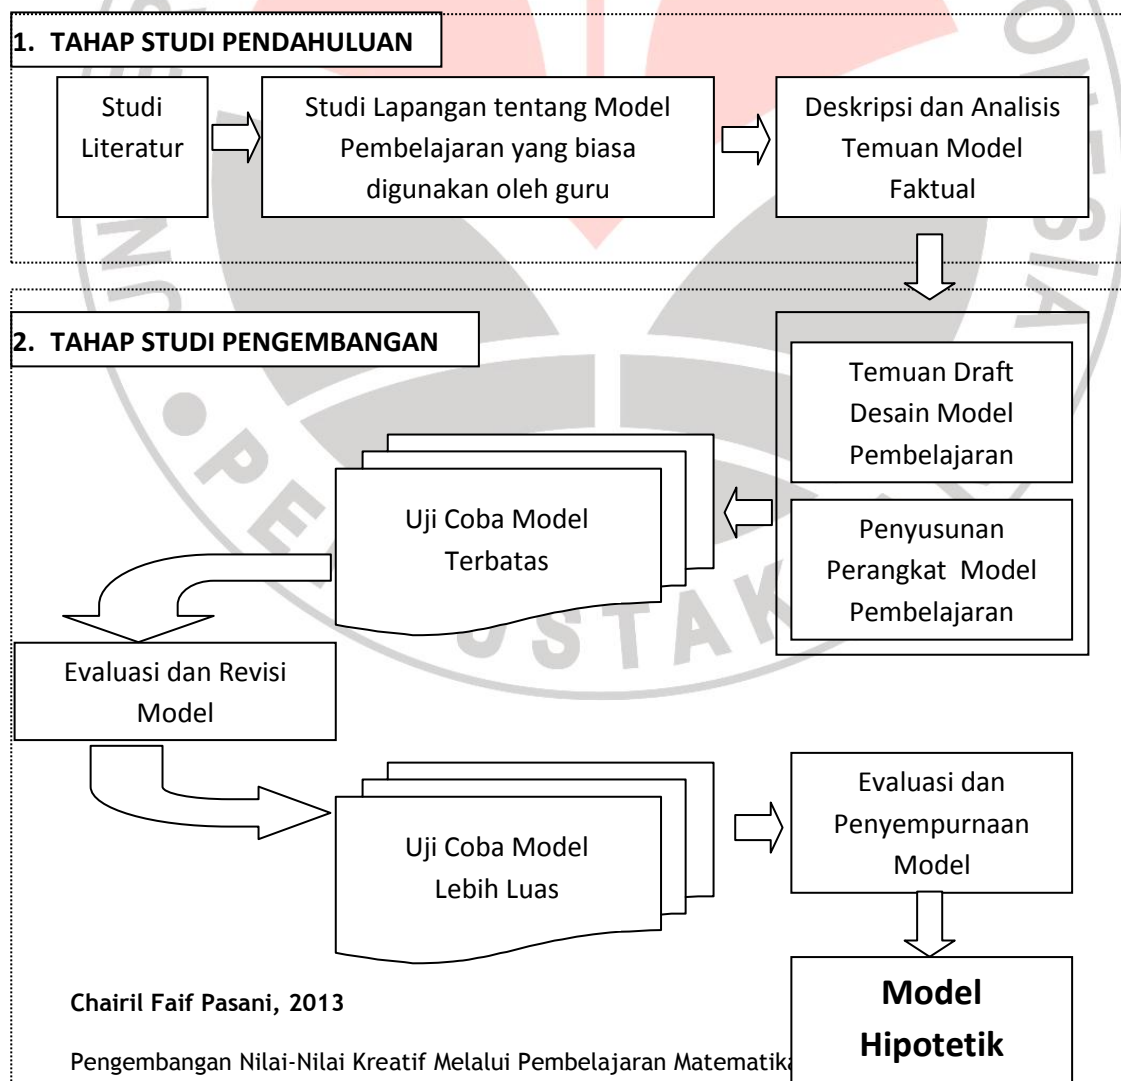 1. TAHAP STUDI PENDAHULUAN
Studi
Literatur
Studi Lapangan tentang Model
Pembelajaran yang biasa
digunakan oleh guru
Deskripsi dan Analisis
Temuan Model
Faktual
2. TAHAP STUDI PENGEMBANGAN
Temuan Draft
Desain Model
Pembelajaran
Penyusunan
Perangkat Model
Pembelajaran
Uji Coba Model
Terbatas
Evaluasi dan Revisi
Model
Uji Coba Model
Lebih Luas
Evaluasi dan
Penyempurnaan
Model
Model
Hipotetik
Chairil Faif Pasani, 2013
Pengembangan Nilai-Nilai Kreatif Melalui Pembelajaran Matematika